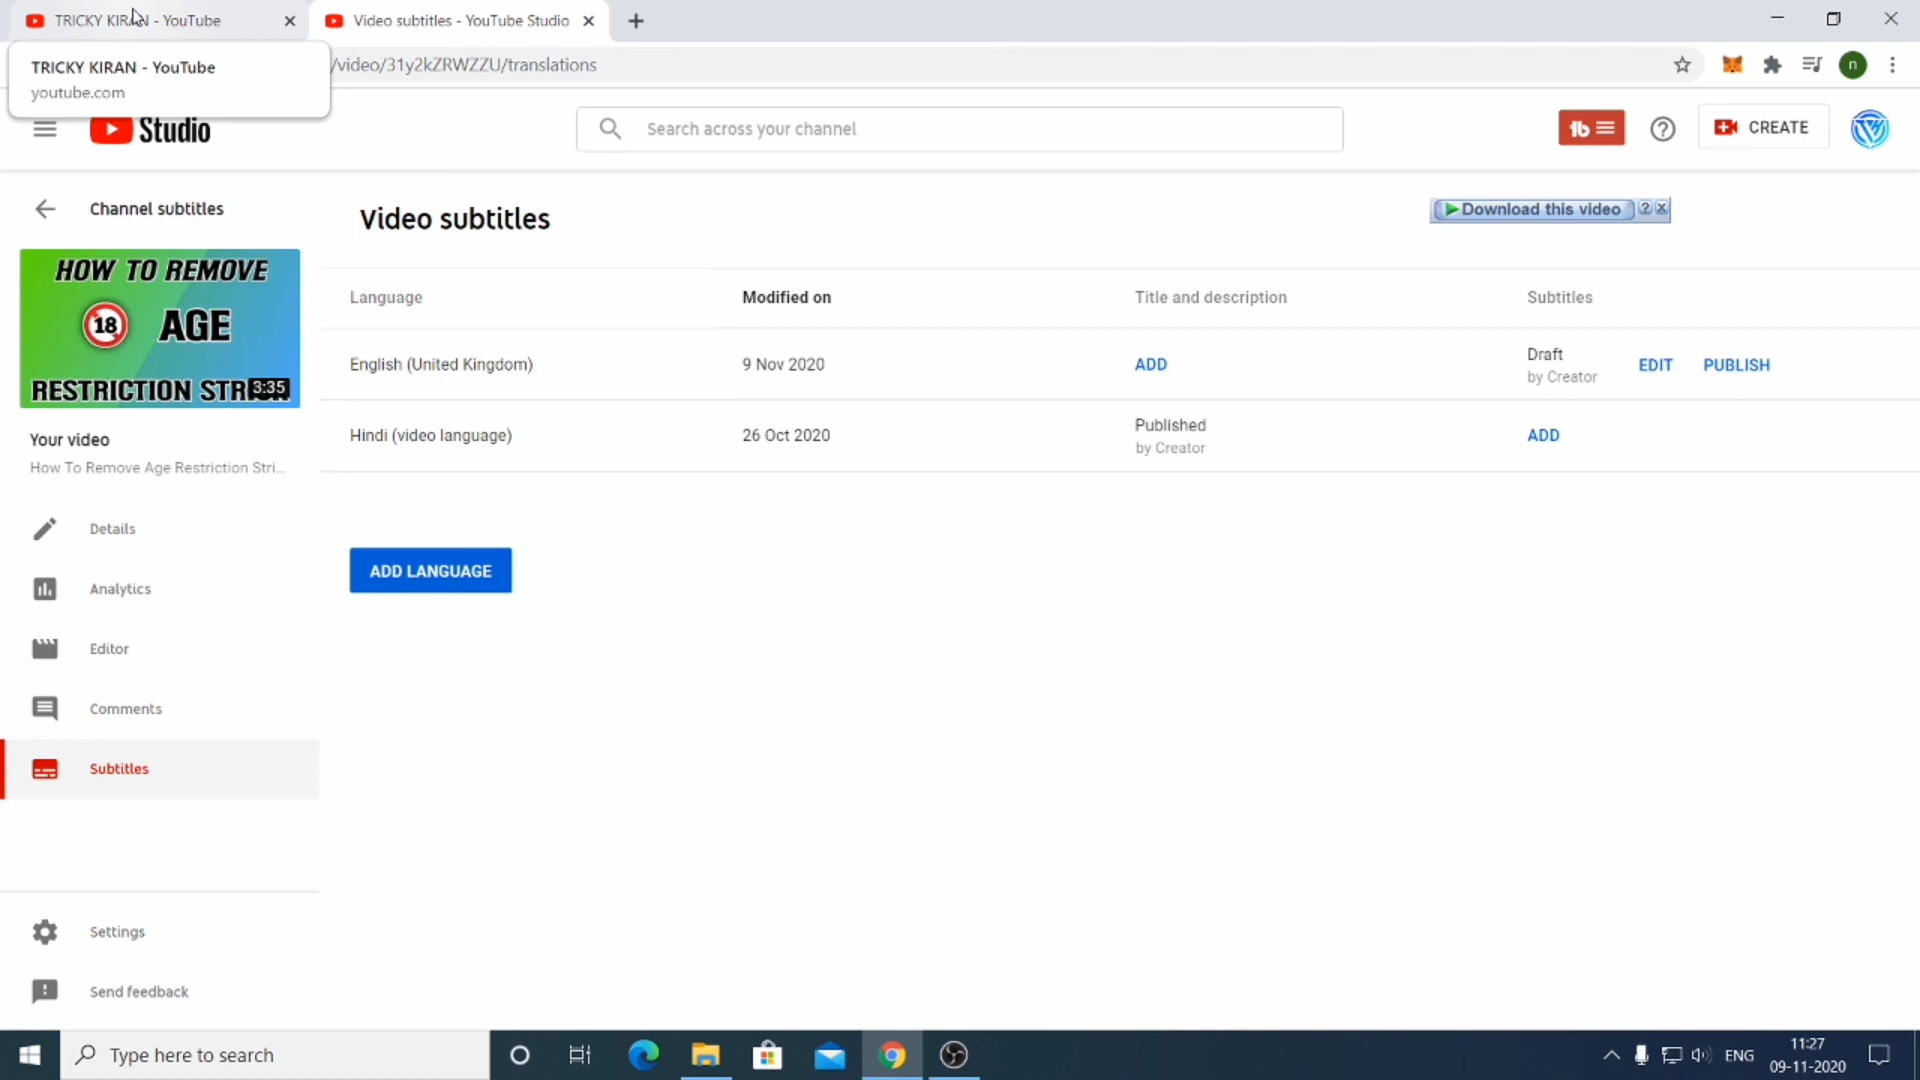 TRICKY KIRAN - YouTube
Video subtitles - YouTube Studio
TRICKY KIRAN - YouTube
youtube.com
/video/31y2kZRWZZU/translations
n
Studio
Search across your channel
tb
?
CREATE
Channel subtitles
Video subtitles
Download this video
HOW TO REMOVE
18 AGE
RESTRICTION STR
3:35
Language Modified on Title and description Subtitles
English (United Kingdom) 9 Nov 2020 ADD Draft by Creator EDIT PUBLISH
Hindi (video language) 26 Oct 2020 Published by Creator ADD
Your video
How To Remove Age Restriction Stri...
ADD LANGUAGE
Details
Analytics
Editor
Comments
Subtitles
Settings
Send feedback
Type here to search
ENG
11:27
09-11-2020